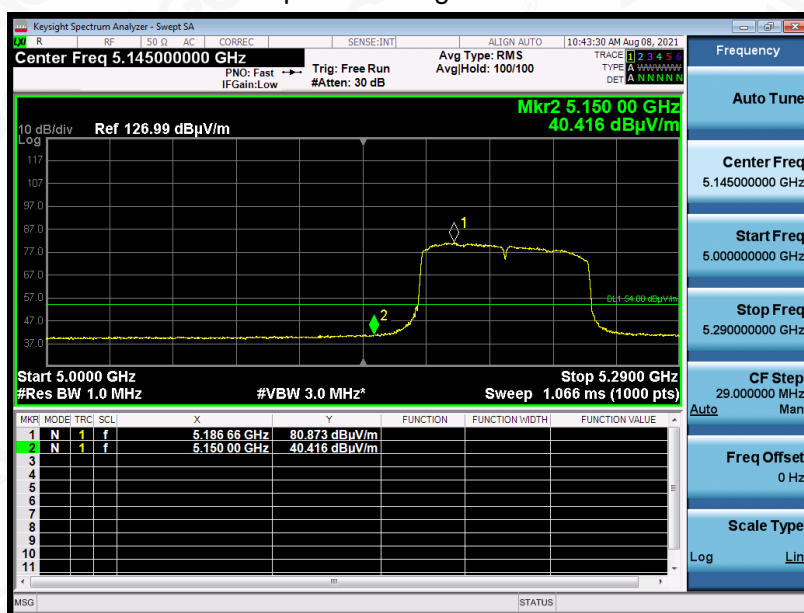 Keysight Spectrum Analyzer - Swept SA
LXI R RF 50 Ω AC CORREC SENSE:INT ALIGN AUTO 10:43:30 AM Aug 08, 2021
Center Freq 5.145000000 GHz
PNO: Fast
IFGain:Low
Trig: Free Run
#Atten: 30 dB
Avg Type: RMS
Avg|Hold: 100/100
TRACE 1 2 3 4 5 6
TYPE A WWWWW
DET A N N N N N
Mkr2 5.150 00 GHz
40.416 dBµV/m
10 dB/div Ref 126.99 dBµV/m
Log
117
107
97.0
87.0
77.0
67.0
57.0
47.0
37.0
1
2
DL1 54.00 dBµV/m
Start 5.0000 GHz Stop 5.2900 GHz
#Res BW 1.0 MHz #VBW 3.0 MHz* Sweep 1.066 ms (1000 pts)
MKR MODE TRC SCL X Y FUNCTION FUNCTION WIDTH FUNCTION VALUE
1 N 1 f 5.186 66 GHz 80.873 dBµV/m
2 N 1 f 5.150 00 GHz 40.416 dBµV/m
3
4
5
6
7
8
9
10
11
MSG STATUS
Frequency
Auto Tune
Center Freq
5.145000000 GHz
Start Freq
5.000000000 GHz
Stop Freq
5.290000000 GHz
CF Step
29.000000 MHz
Auto Man
Freq Offset
0 Hz
Scale Type
Log Lin